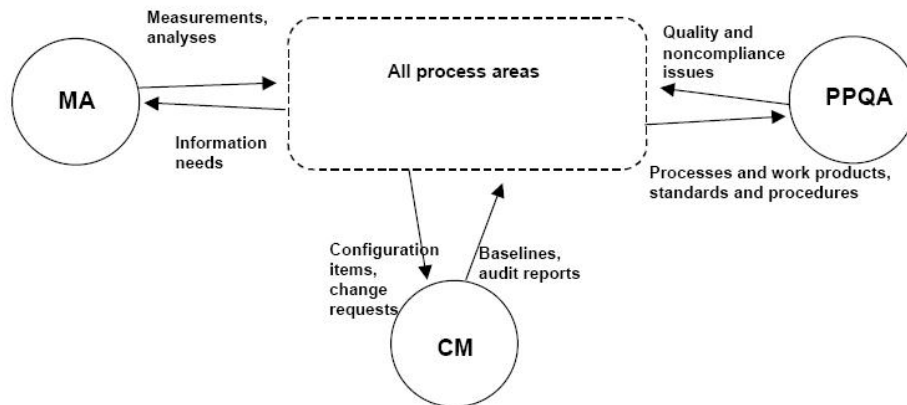 Measurements,
analyses
MA
Information
needs
All process areas
Quality and
noncompliance
issues
PPQA
Processes and work products,
standards and procedures
Configuration
items,
change
requests
Baselines,
audit reports
CM